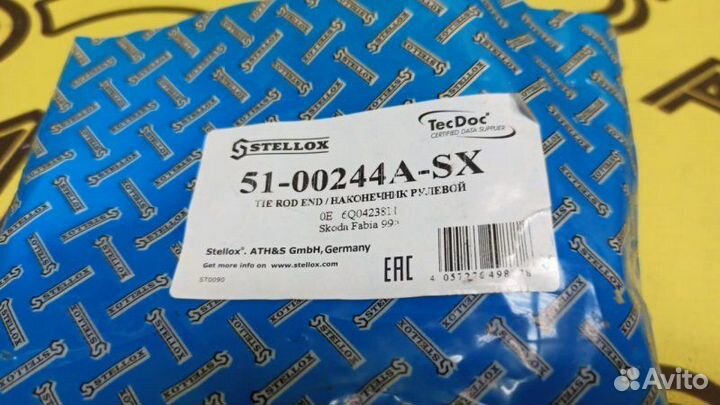 STELLOX
TecDoc
CERTIFIED DATA SUPPLIER
51-00244A-SX
TIE ROD END / НАКОНЕЧНИК РУЛЕВОЙ
OE 6Q0423811
Skoda Fabia 99>
Stellox®. ATH&S GmbH, Germany
Get more info on www.stellox.com
ST0090
EAC
Avito